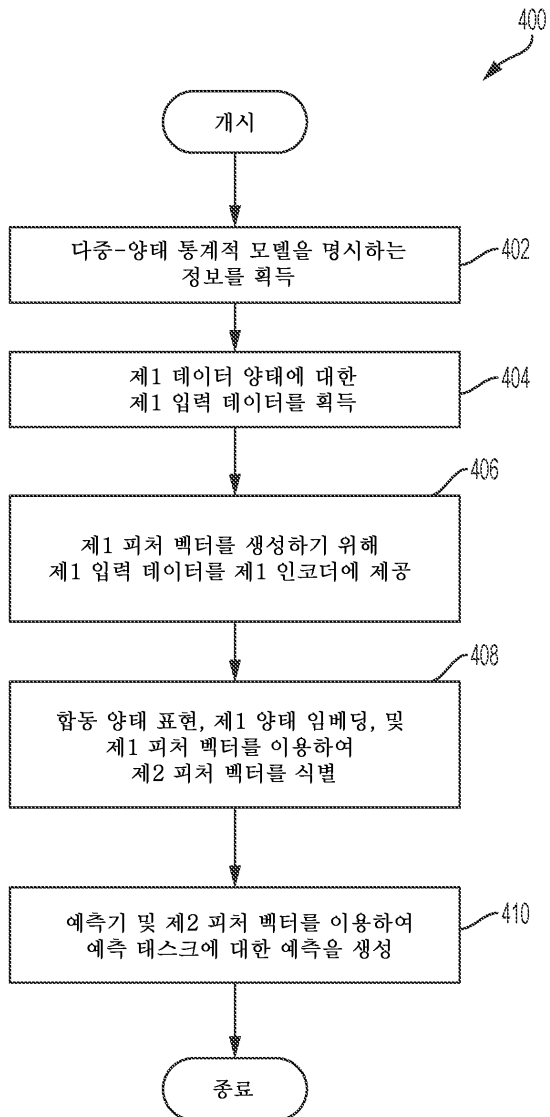 400
개시
다중-양태 통계적 모델을 명시하는
정보를 획득
402
제1 데이터 양태에 대한
제1 입력 데이터를 획득
404
406
제1 피처 벡터를 생성하기 위해
제1 입력 데이터를 제1 인코더에 제공
408
합동 양태 표현, 제1 양태 임베딩, 및
제1 피처 벡터를 이용하여
제2 피처 벡터를 식별
예측기 및 제2 피처 벡터를 이용하여
예측 태스크에 대한 예측을 생성
410
종료